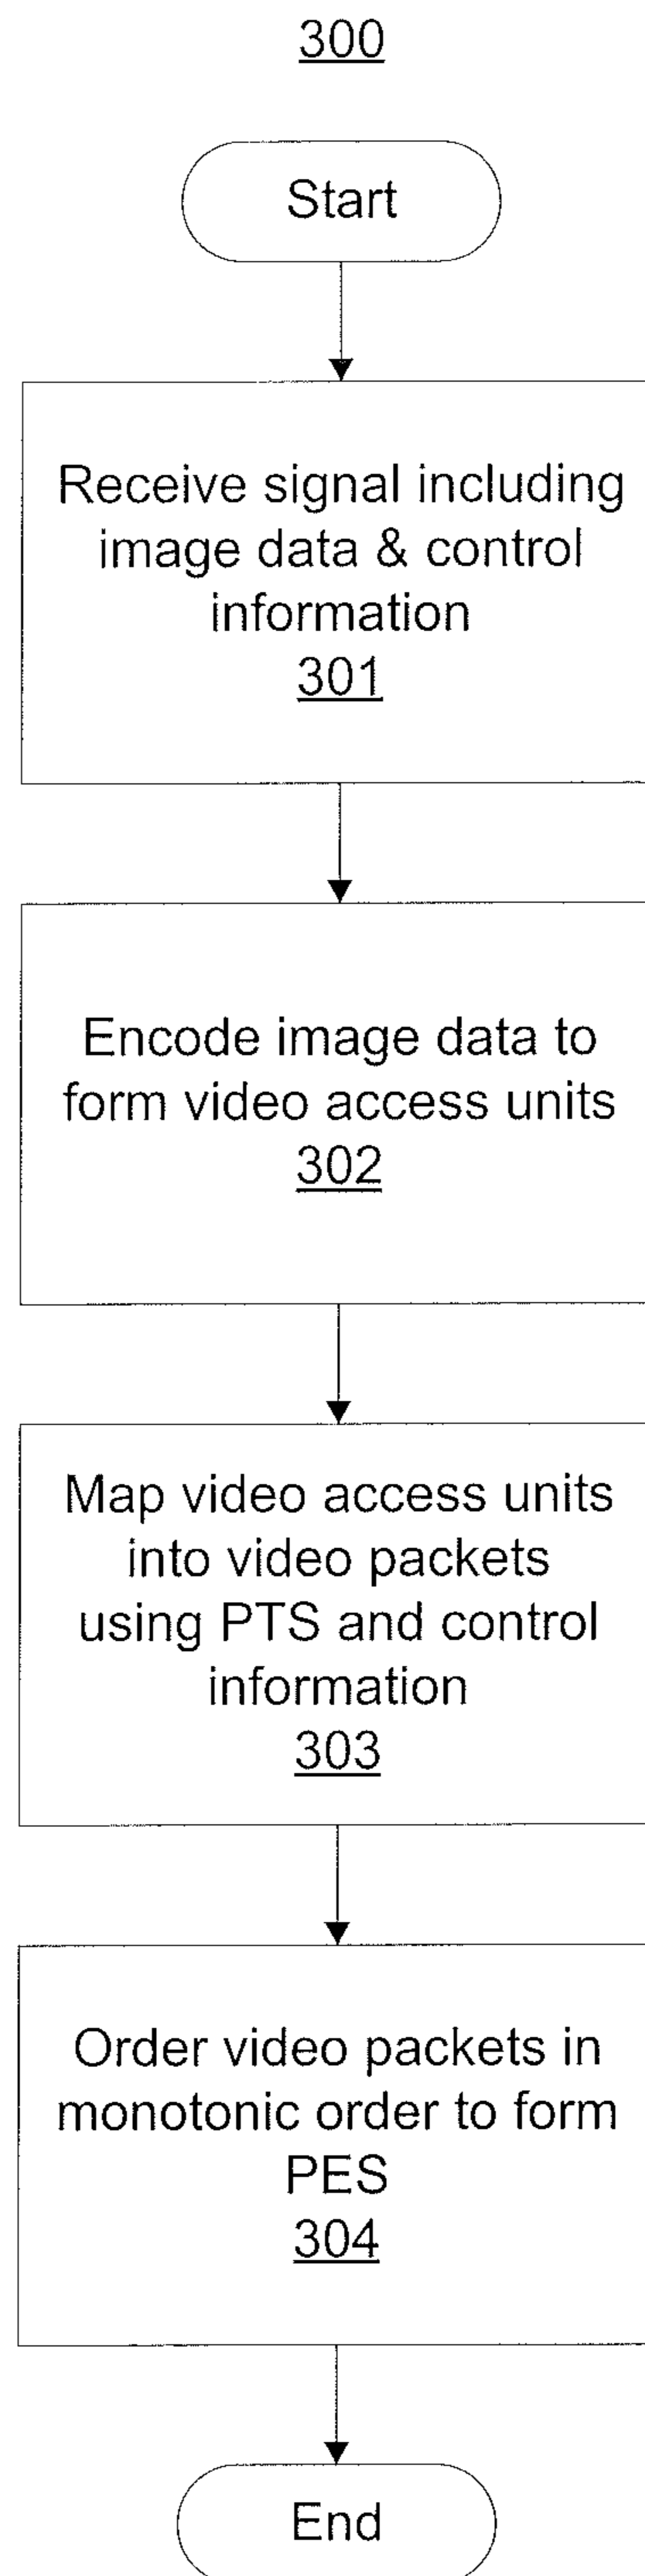 300
Start
Receive signal including
image data & control
information
301
Encode image data to
form video access units
302
Map video access units
into video packets
using PTS and control
information
303
Order video packets in
monotonic order to form
PES
304
End